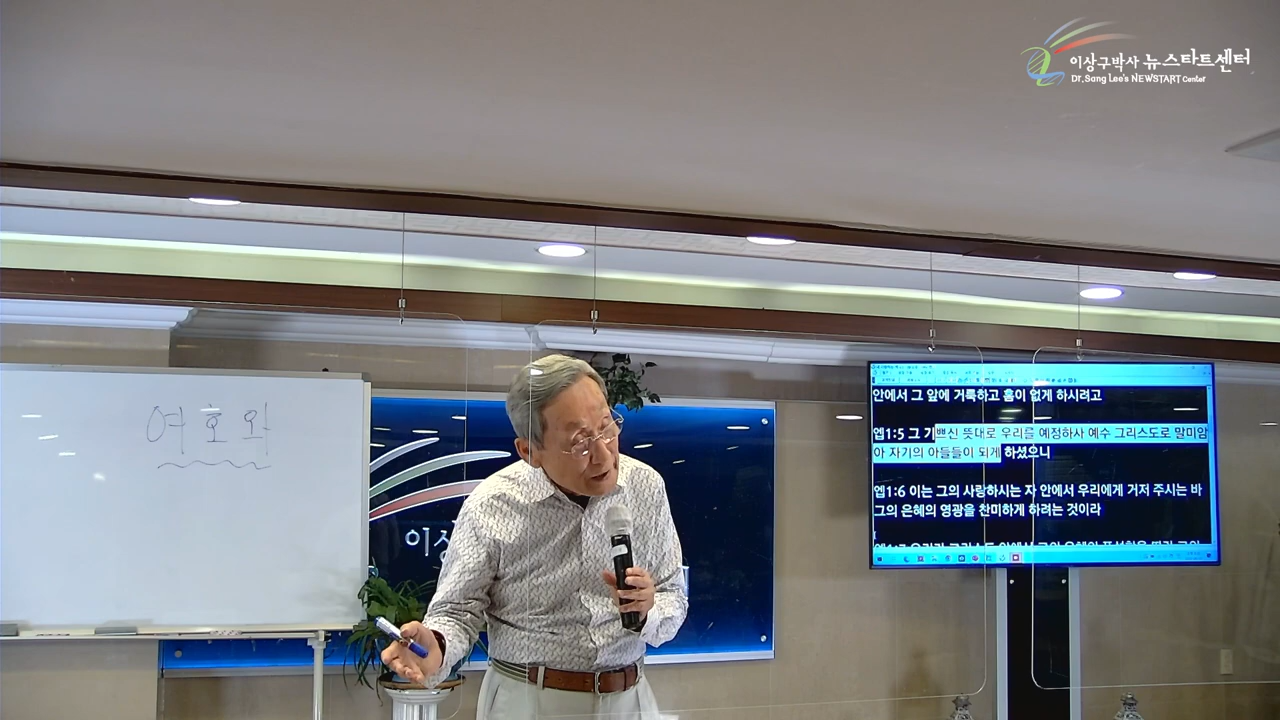 이상구박사 뉴스타트센터
Dr. Sang Lee's NEWSTART Center
여호와
이상
안에서 그 앞에 거룩하고 흠이 없게 하시려고
엡1:5 그 기쁘신 뜻대로 우리를 예정하사 예수 그리스도로 말미암
아 자기의 아들들이 되게 하셨으니
엡1:6 이는 그의 사랑하시는 자 안에서 우리에게 거저 주시는 바
그의 은혜의 영광을 찬미하게 하려는 것이라